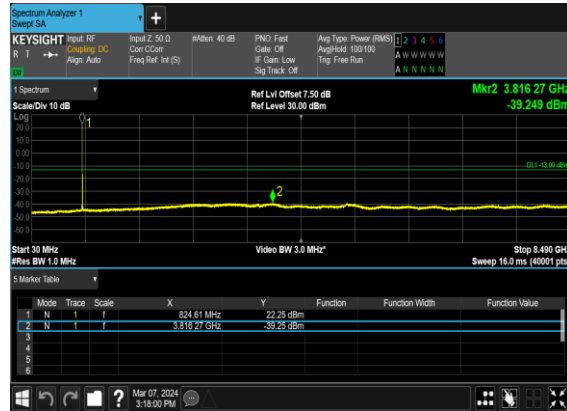 Spectrum Analyzer 1
Swept SA
+
KEYSIGHT Input: RF Input Z: 50 Ω #Atten: 40 dB PNO: Fast Avg Type: Power (RMS) 1 2 3 4 5 6
R T Coupling: DC Corr CCorr Gate: Off Avg|Hold: 100/100 A W W W W W
Align: Auto Freq Ref: Int (S) IF Gain: Low Trig: Free Run
Sig Track: Off A N N N N N
1 Spectrum Ref Lvl Offset 7.50 dB Mkr2 3.816 27 GHz
Scale/Div 10 dB Ref Level 30.00 dBm -39.249 dBm
Log
20.0
10.0
0.00
-10.0
-20.0
-30.0
-40.0
-50.0
-60.0
1
2
DL1 -13.00 dBm
Start 30 MHz Video BW 3.0 MHz* Stop 8.490 GHz
#Res BW 1.0 MHz Sweep 16.0 ms (40001 pts)
5 Marker Table
Mode Trace Scale X Y Function Function Width Function Value
1 N 1 f 824.61 MHz 22.25 dBm
2 N 1 f 3.816 27 GHz -39.25 dBm
3
4
5
6
? Mar 07, 2024
3:18:00 PM